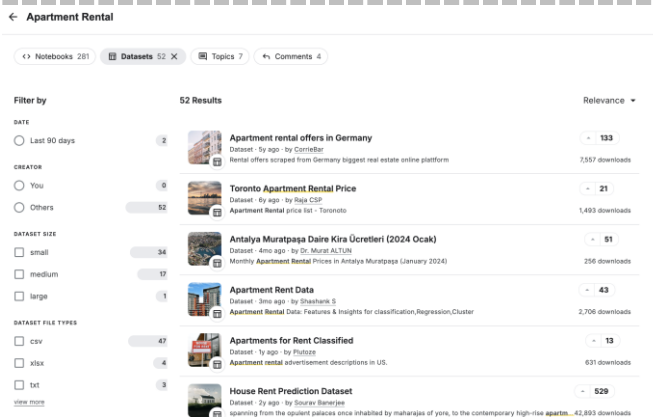 ← Apartment Rental
<> Notebooks 281
Datasets 52 ×
Topics 7
Comments 4
Filter by
52 Results
Relevance
DATE
Last 90 days 2
CREATOR
You 0
Others 52
DATASET SIZE
small 34
medium 17
large 1
DATASET FILE TYPES
csv 47
xlsx 4
txt 3
view more
Apartment rental offers in Germany
133
Dataset · 5y ago · by CorrieBar
Rental offers scraped from Germany biggest real estate online plattform
7,557 downloads
Toronto Apartment Rental Price
21
Dataset · 6y ago · by Raja CSP
Apartment Rental price list - Toronoto
1,493 downloads
Antalya Muratpaşa Daire Kira Ücretleri (2024 Ocak)
51
Dataset · 4mo ago · by Dr. Murat ALTUN
Monthly Apartment Rental Prices in Antalya Muratpaşa (January 2024)
256 downloads
Apartment Rent Data
43
Dataset · 3mo ago · by Shashank S
Apartment Rental Data: Features & Insights for classification,Regression,Cluster
2,706 downloads
Apartments for Rent Classified
13
Dataset · 1y ago · by Plutoze
Apartment rental advertisement descriptions in US.
631 downloads
House Rent Prediction Dataset
529
Dataset · 2y ago · by Sourav Banerjee
spanning from the opulent palaces once inhabited by maharajas of yore, to the contemporary high-rise apartm...
42,893 downloads